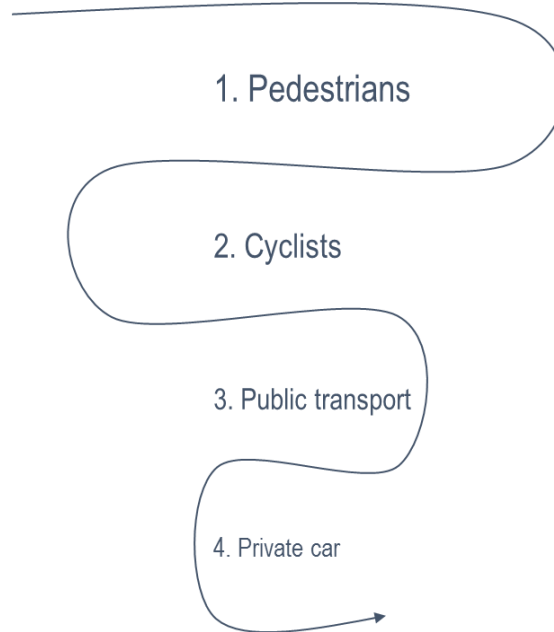 1. Pedestrians
2. Cyclists
3. Public transport
4. Private car